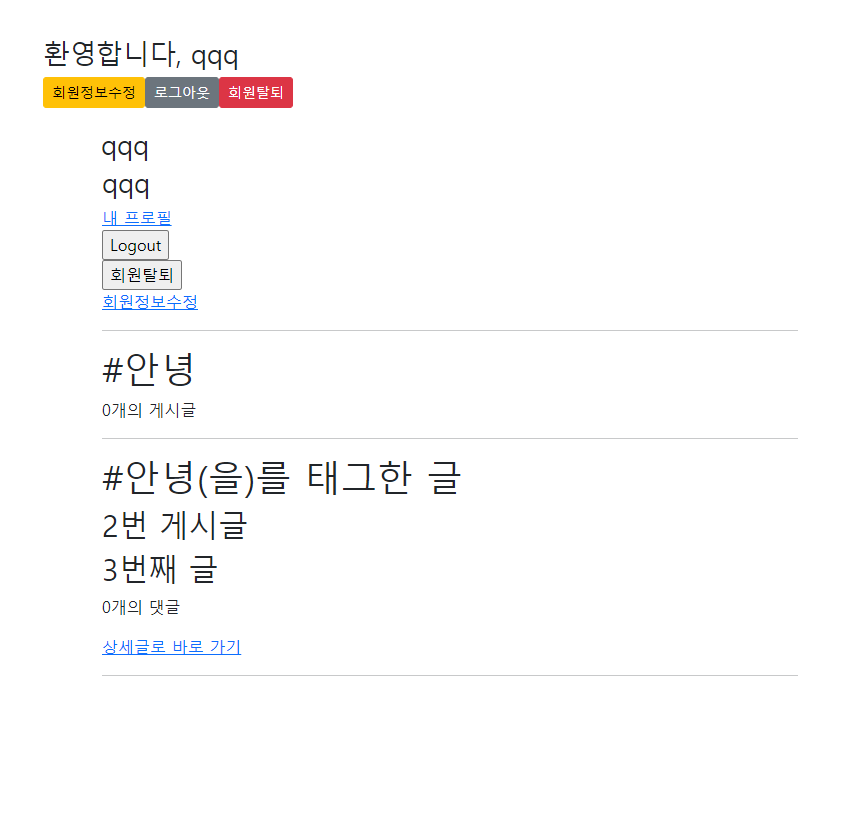 환영합니다, qqq
회원정보수정 로그아웃 회원탈퇴
qqq
qqq
내 프로필
Logout
회원탈퇴
회원정보수정
#안녕
0개의 게시글
#안녕(을)를 태그한 글
2번 게시글
3번째 글
0개의 댓글
상세글로 바로 가기